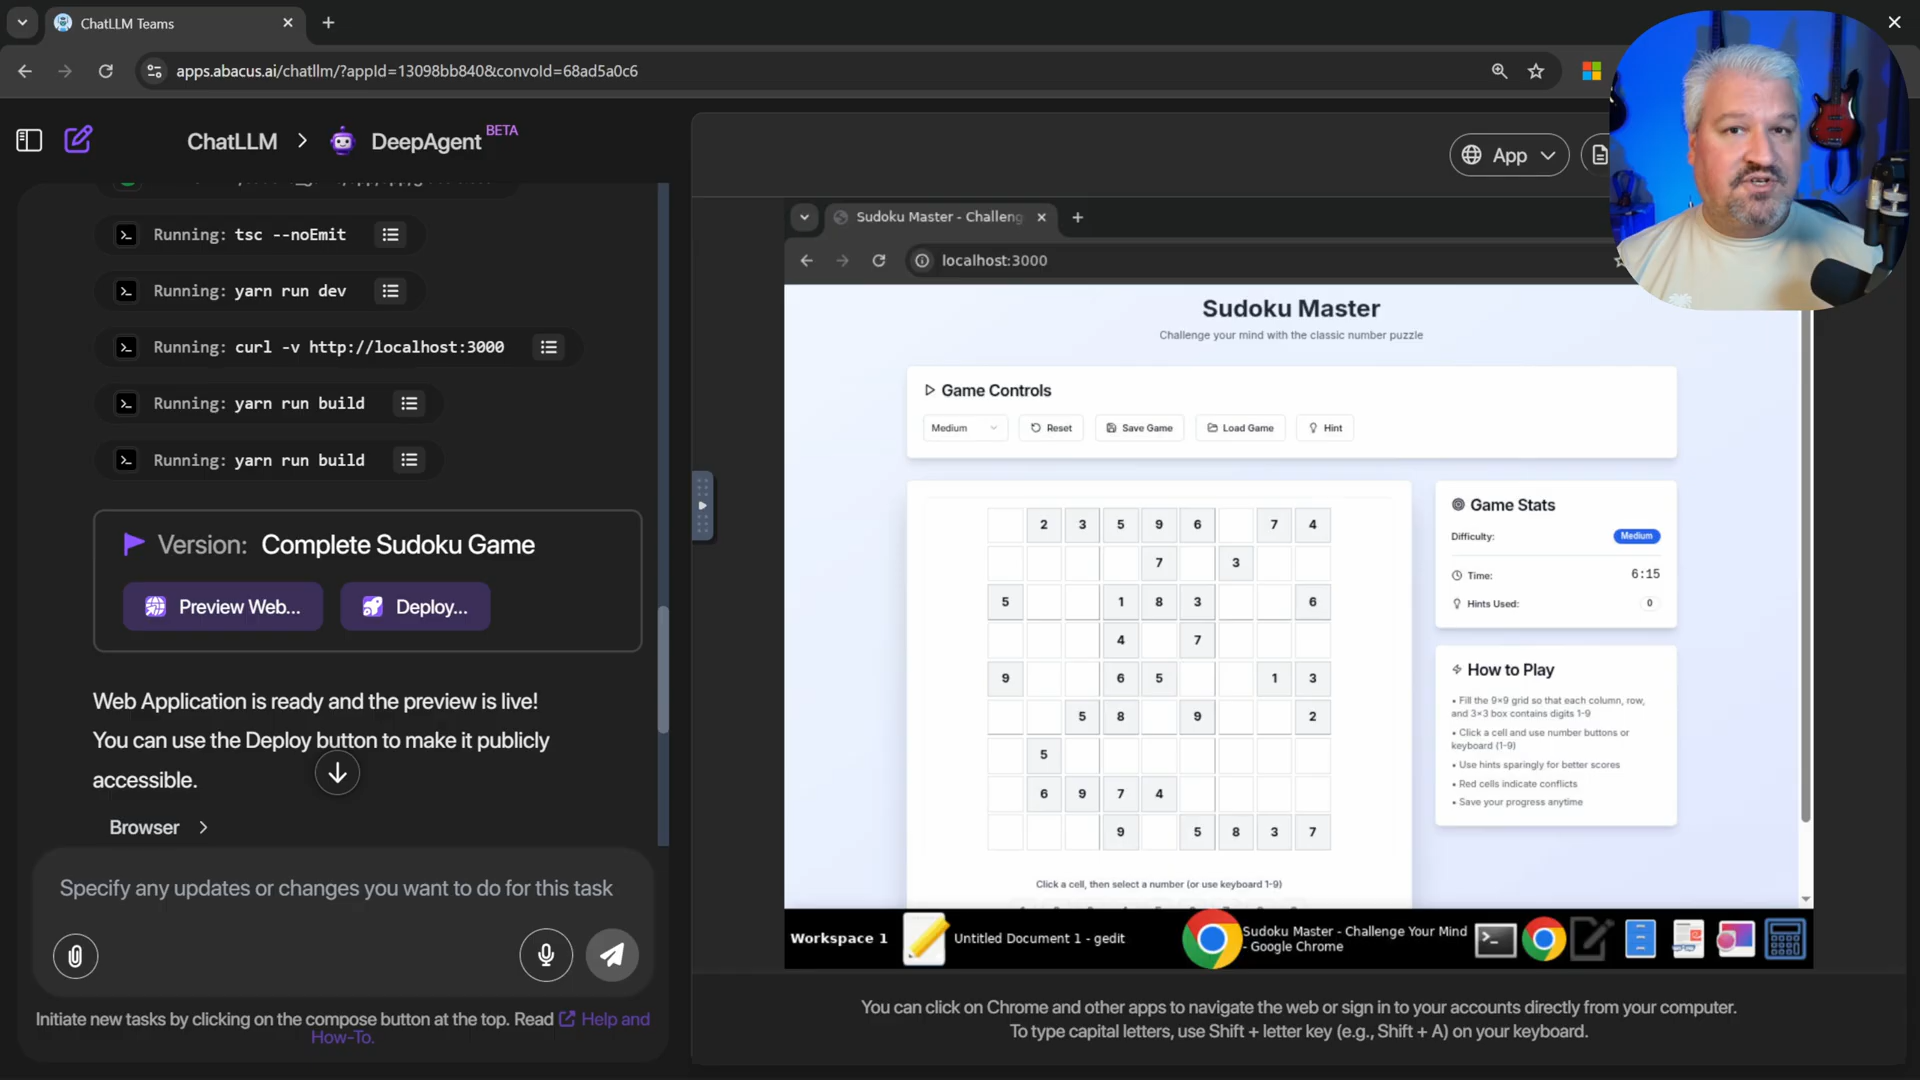 ChatLLM Teams
apps.abacus.ai/chatllm/?appId=13098bb840&convoId=68ad5a0c6
ChatLLM
DeepAgent
BETA
Running: tsc --noEmit
Running: yarn run dev
Running: curl -v http://localhost:3000
Running: yarn run build
Running: yarn run build
Version: Complete Sudoku Game
Preview Web...
Deploy...
Web Application is ready and the preview is live!
You can use the Deploy button to make it publicly
accessible.
Browser
Specify any updates or changes you want to do for this task
Initiate new tasks by clicking on the compose button at the top. Read Help and
How-To.
App
Sudoku Master - Challeng
localhost:3000
Sudoku Master
Challenge your mind with the classic number puzzle
Game Controls
Medium
Reset
Save Game
Load Game
Hint
2 3 5 9 6 7 4
7 3
5 1 8 3 6
4 7
9 6 5 1 3
5 8 9 2
5
6 9 7 4
9 5 8 3 7
Click a cell, then select a number (or use keyboard 1-9)
Game Stats
Difficulty: Medium
Time: 6:15
Hints Used: 0
How to Play
• Fill the 9×9 grid so that each column, row,
and 3×3 box contains digits 1-9
• Click a cell and use number buttons or
keyboard (1-9)
• Use hints sparingly for better scores
• Red cells indicate conflicts
• Save your progress anytime
Workspace 1
Untitled Document 1 - gedit
Sudoku Master - Challenge Your Mind
- Google Chrome
You can click on Chrome and other apps to navigate the web or sign in to your accounts directly from your computer.
To type capital letters, use Shift + letter key (e.g., Shift + A) on your keyboard.